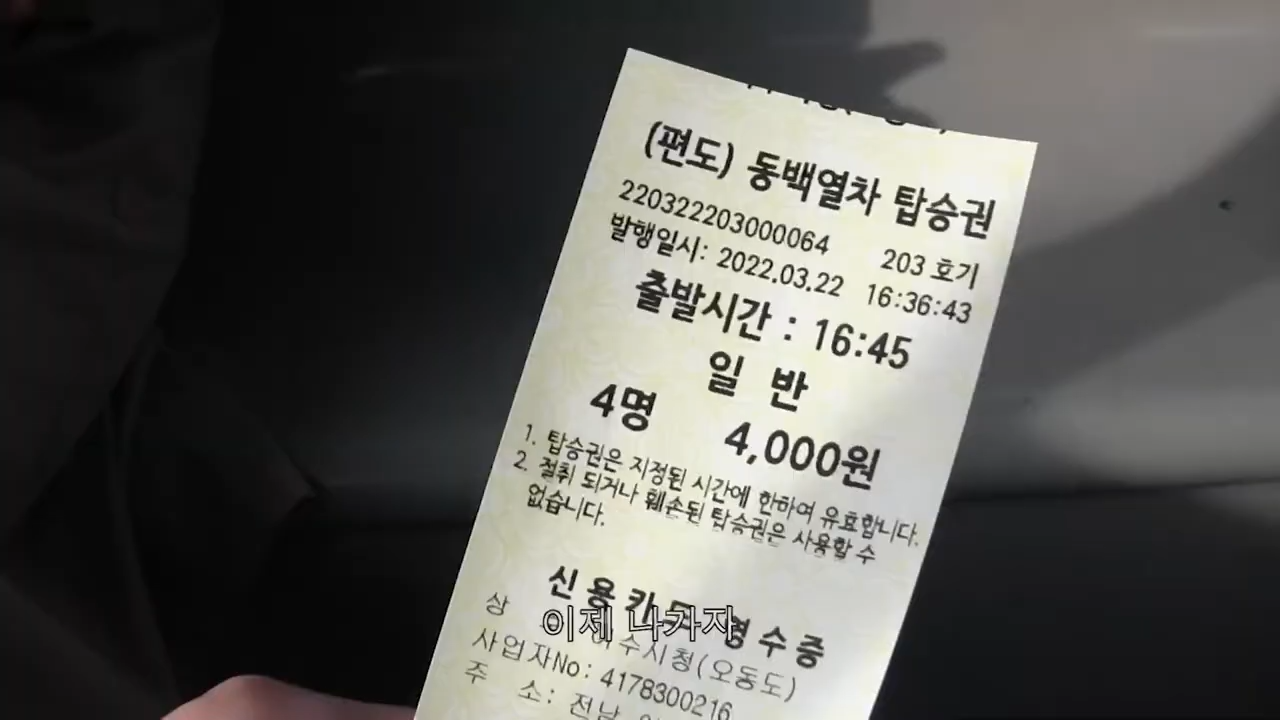 (편도) 동백열차 탑승권
220322203000064 203 호기
발행일시: 2022.03.22 16:36:43
출발시간 : 16:45
일 반
4명 4,000원
1. 탑승권은 지정된 시간에 한하여 유효합니다.
2. 절취 되거나 훼손된 탑승권은 사용할 수
없습니다.
신용카드 영수증
이제 나가자
상 여수시청(오동도)
사업자No: 4178300216
주 소: 전남